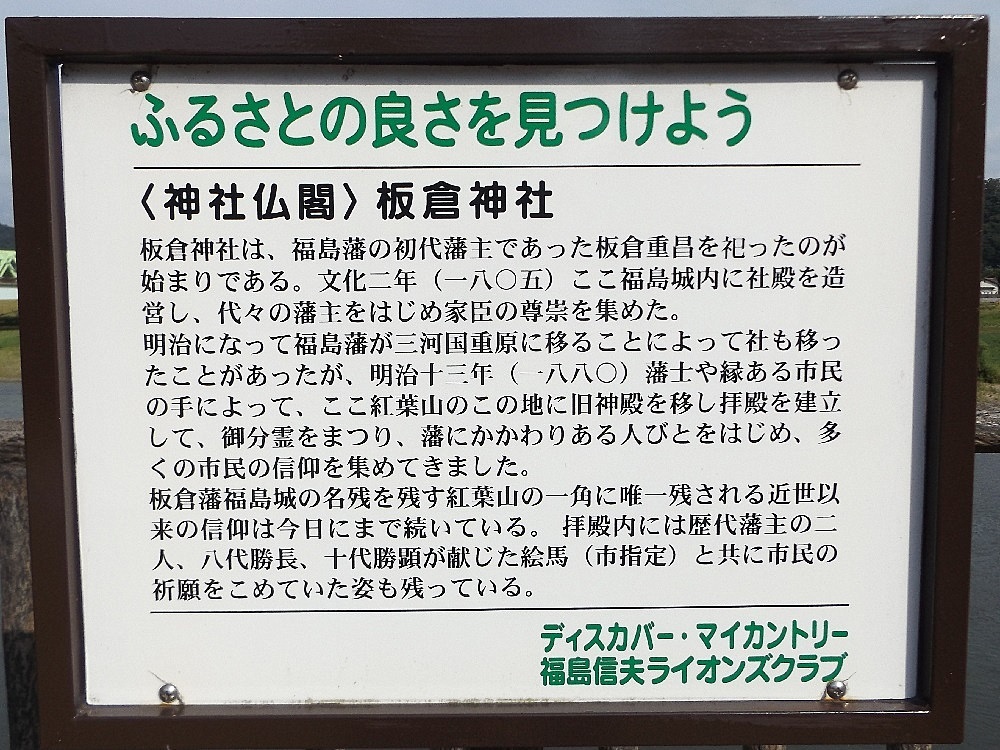 ふるさとの良さを見つけよう
〈神社仏閣〉板倉神社
板倉神社は、福島藩の初代藩主であった板倉重昌を祀ったのが
始まりである。文化二年（一八〇五）ここ福島城内に社殿を造
営し、代々の藩主をはじめ家臣の尊崇を集めた。
明治になって福島藩が三河国重原に移ることによって社も移っ
たことがあったが、明治十三年（一八八〇）藩士や縁ある市民
の手によって、ここ紅葉山のこの地に旧神殿を移し拝殿を建立
して、御分霊をまつり、藩にかかわりある人びとをはじめ、多
くの市民の信仰を集めてきました。
板倉藩福島城の名残を残す紅葉山の一角に唯一残される近世以
来の信仰は今日にまで続いている。 拝殿内には歴代藩主の二
人、八代勝長、十代勝顕が献じた絵馬（市指定）と共に市民の
祈願をこめていた姿も残っている。
ディスカバー・マイカントリー
福島信夫ライオンズクラブ